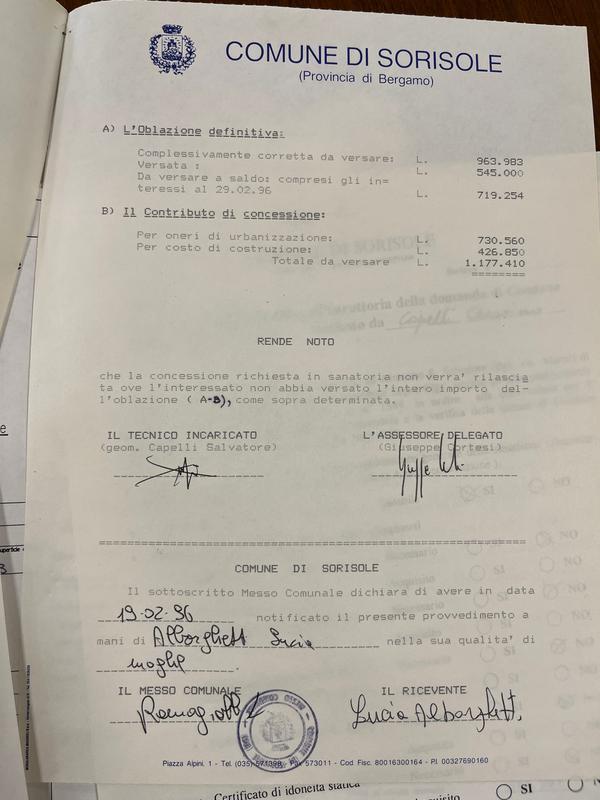 COMUNE DI SORISOLE
(Provincia di Bergamo)
A) L'Oblazione definitiva:
Complessivamente corretta da versare: L. 963.983
Versata : L. 545.000
Da versare a saldo: compresi gli in=
teressi al 29.02.96 L. 719.254
B) Il Contributo di concessione:
Per oneri di urbanizzazione: L. 730.560
Per costo di costruzione: L. 426.850
Totale da versare L. 1.177.410
========
RENDE NOTO
che la concessione richiesta in sanatoria non verra' rilascia
ta ove l'interessato non abbia versato l'intero importo del-
l'oblazione ( A-B), come sopra determinata.
IL TECNICO INCARICATO L'ASSESSORE DELEGATO
(geom. Capelli Salvatore) (Giuseppe Cortesi)
COMUNE DI SORISOLE
Il sottoscritto Messo Comunale dichiara di avere in data
19-02-96 notificato il presente provvedimento a
mani di Alborghetti Lucia nella sua qualita' di
moglie.
IL MESSO COMUNALE IL RICEVENTE
Lucia Alborghetti
Piazza Alpini, 1 - Tel. (035) 571398 Fax 573011 - Cod. Fisc. 80016300164 - P.I. 00327690160
Certificato di idoneità statica
SI